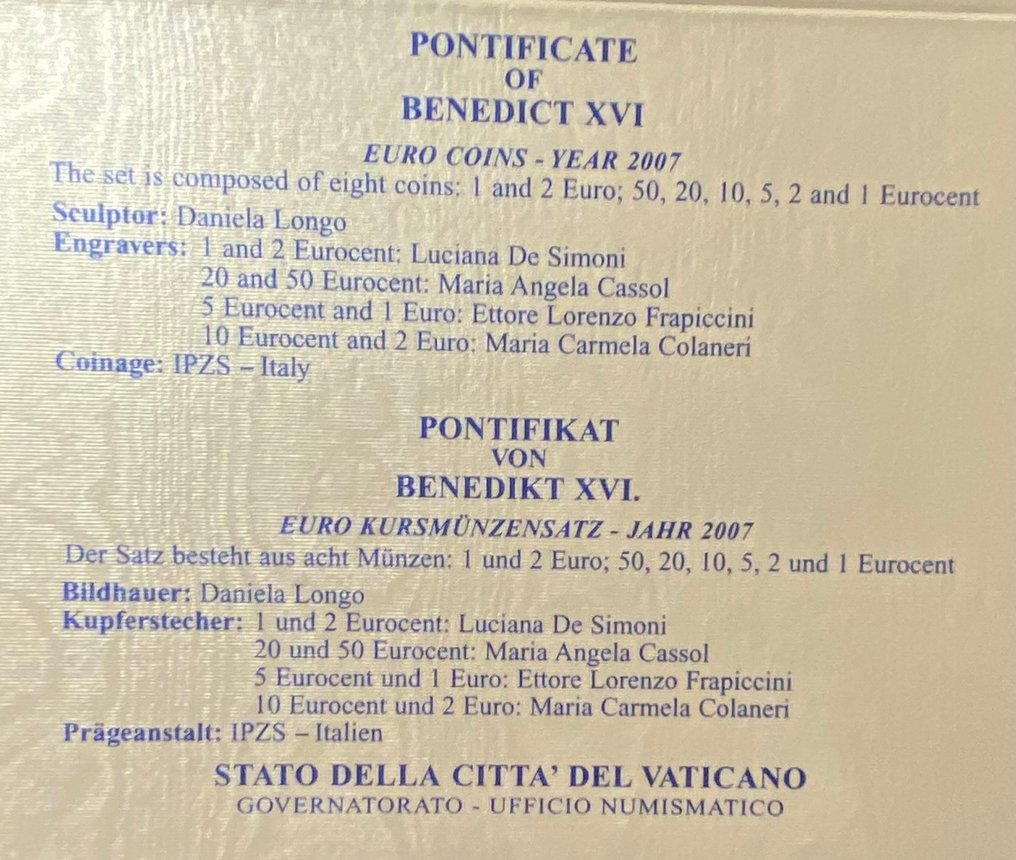 PONTIFICATE
OF
BENEDICT XVI
EURO COINS - YEAR 2007
The set is composed of eight coins: 1 and 2 Euro; 50, 20, 10, 5, 2 and 1 Eurocent
Sculptor: Daniela Longo
Engravers: 1 and 2 Eurocent: Luciana De Simoni
20 and 50 Eurocent: Maria Angela Cassol
5 Eurocent and 1 Euro: Ettore Lorenzo Frapiccini
10 Eurocent and 2 Euro: Maria Carmela Colaneri
Coinage: IPZS – Italy
PONTIFIKAT
VON
BENEDIKT XVI.
EURO KURSMÜNZENSATZ - JAHR 2007
Der Satz besteht aus acht Münzen: 1 und 2 Euro; 50, 20, 10, 5, 2 und 1 Eurocent
Bildhauer: Daniela Longo
Kupferstecher: 1 und 2 Eurocent: Luciana De Simoni
20 und 50 Eurocent: Maria Angela Cassol
5 Eurocent und 1 Euro: Ettore Lorenzo Frapiccini
10 Eurocent und 2 Euro: Maria Carmela Colaneri
Prägeanstalt: IPZS – Italien
STATO DELLA CITTA’ DEL VATICANO
GOVERNATORATO - UFFICIO NUMISMATICO